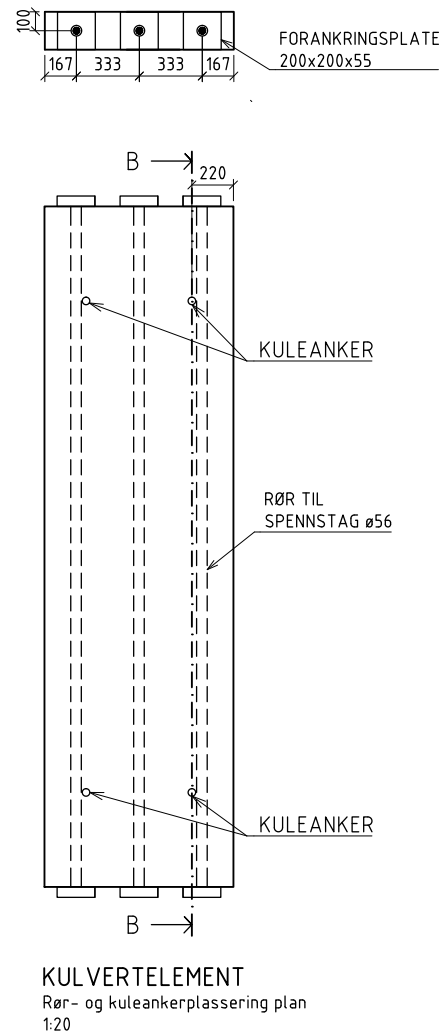 100
FORANKRINGSPLATE
200x200x55
167 333 333 167
B
220
KULEANKER
RØR TIL
SPENNSTAG ø56
KULEANKER
B
KULVERTELEMENT
Rør- og kuleankerplassering plan
1:20